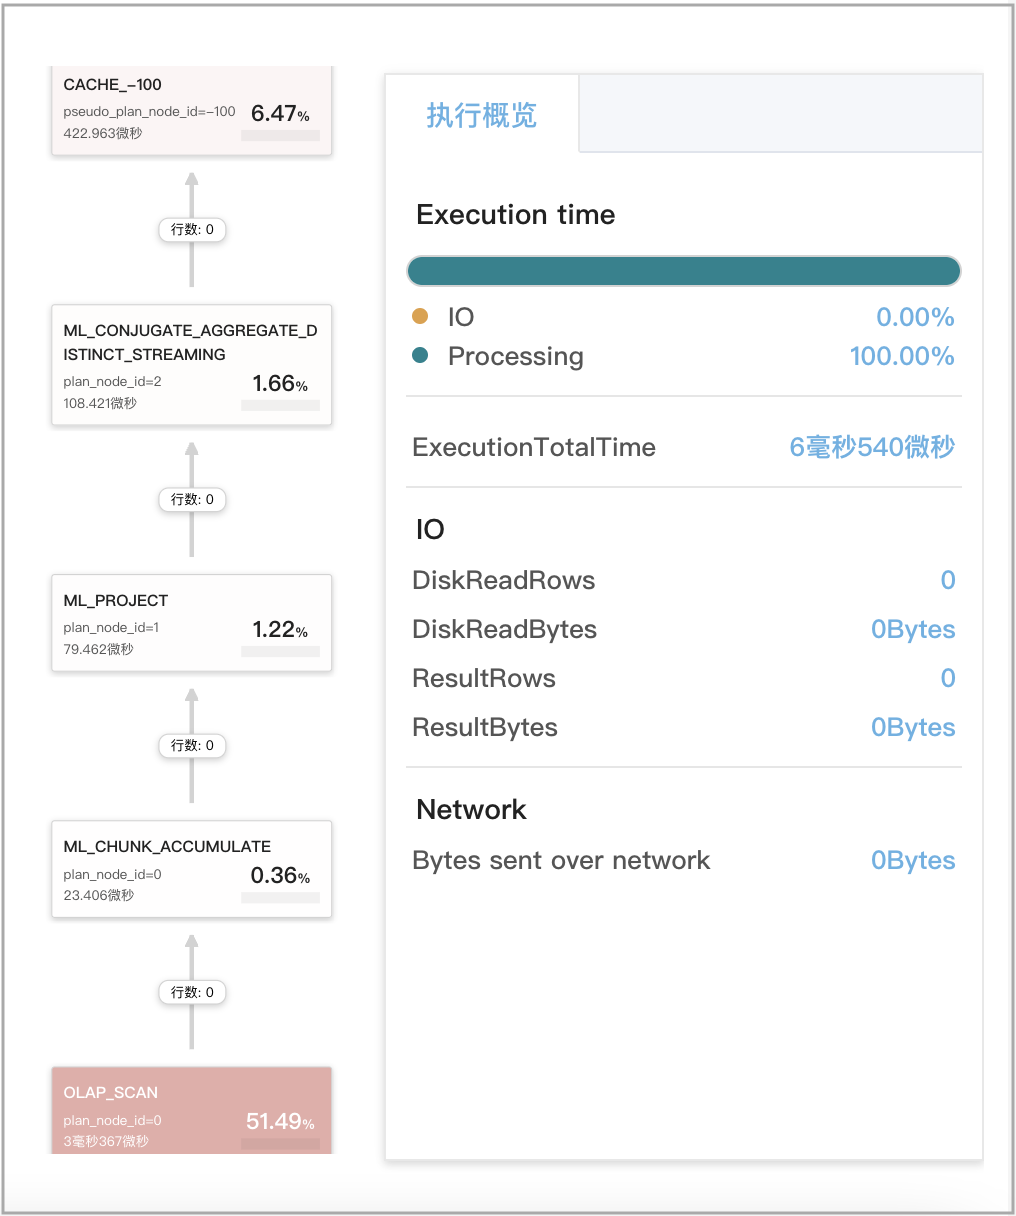 CACHE_-100
pseudo_plan_node_id=-100
6.47%
422.963微秒
行数: 0
ML_CONJUGATE_AGGREGATE_D
ISTINCT_STREAMING
plan_node_id=2
1.66%
108.421微秒
行数: 0
ML_PROJECT
plan_node_id=1
1.22%
79.462微秒
行数: 0
ML_CHUNK_ACCUMULATE
plan_node_id=0
0.36%
23.406微秒
行数: 0
OLAP_SCAN
plan_node_id=0
51.49%
3毫秒367微秒
执行概览
Execution time
IO 0.00%
Processing 100.00%
ExecutionTotalTime 6毫秒540微秒
IO
DiskReadRows 0
DiskReadBytes 0Bytes
ResultRows 0
ResultBytes 0Bytes
Network
Bytes sent over network 0Bytes